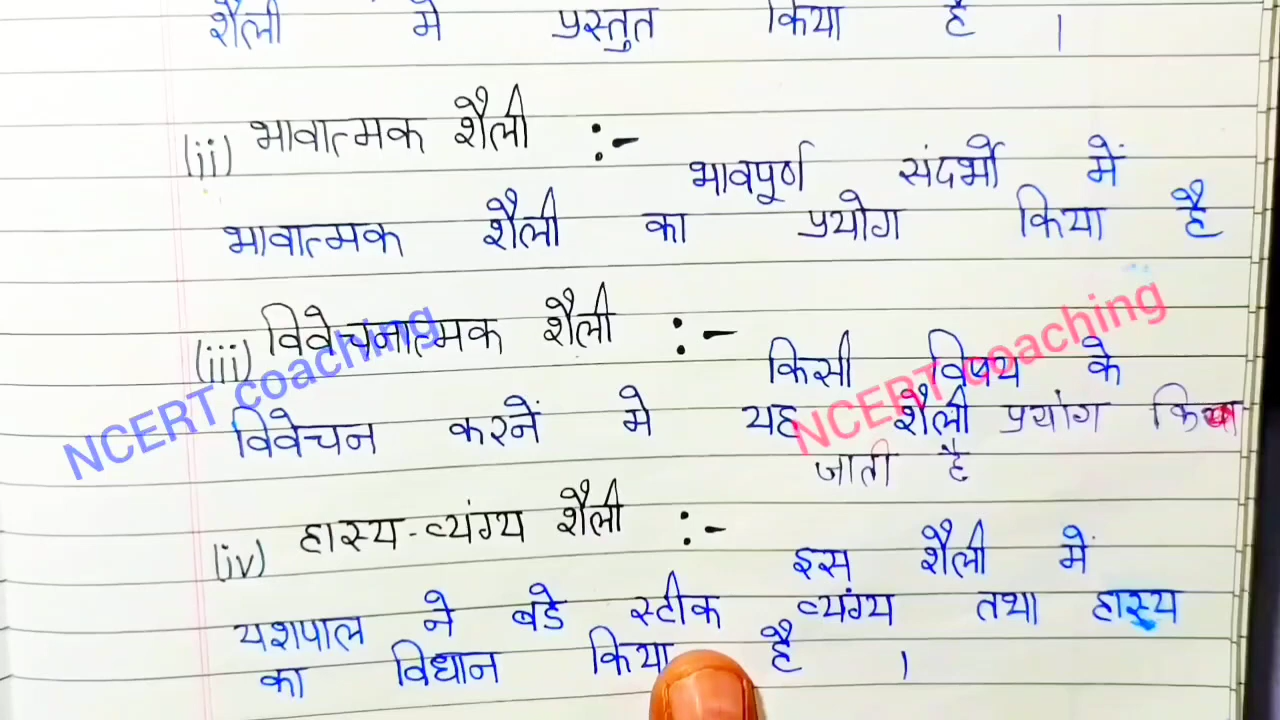 शैली में प्रस्तुत किया है ।
(ii) भावात्मक शैली :-
भावपूर्ण संदर्भो में
भावात्मक शैली का प्रयोग किया है
(iii) विवेचनात्मक शैली :-
किसी विषय के
विवेचन करनें मे यह शैली प्रयोग किया
जाती है
(iv) हास्य-व्यंग्य शैली :-
इस शैली में
यशपाल ने बडे स्टीक व्यंग्य तथा हास्य
का विधान किया है ।
NCERT coaching
NCERT coaching